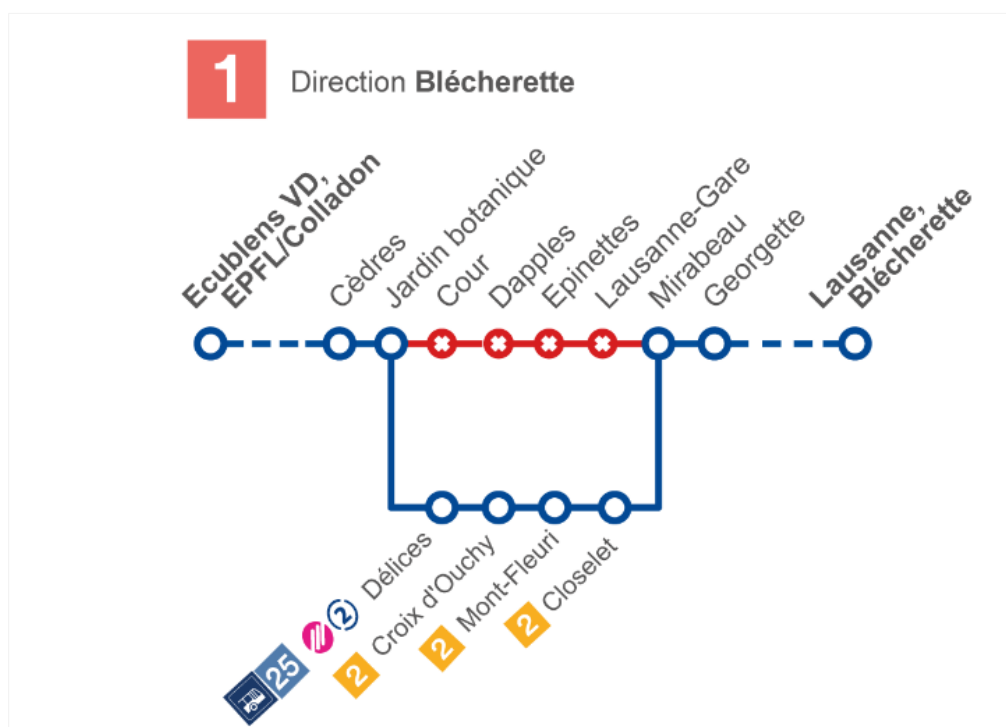 1
Direction Blécherette
Ecublens VD,
EPFL/Colladon
Cèdres
Jardin botanique
Cour
Dapples
Epinettes
Lausanne-Gare
Mirabeau
Georgette
Lausanne,
Blécherette
25 2 Délices
2 Croix d'Ouchy
2 Mont-Fleuri
2 Closelet